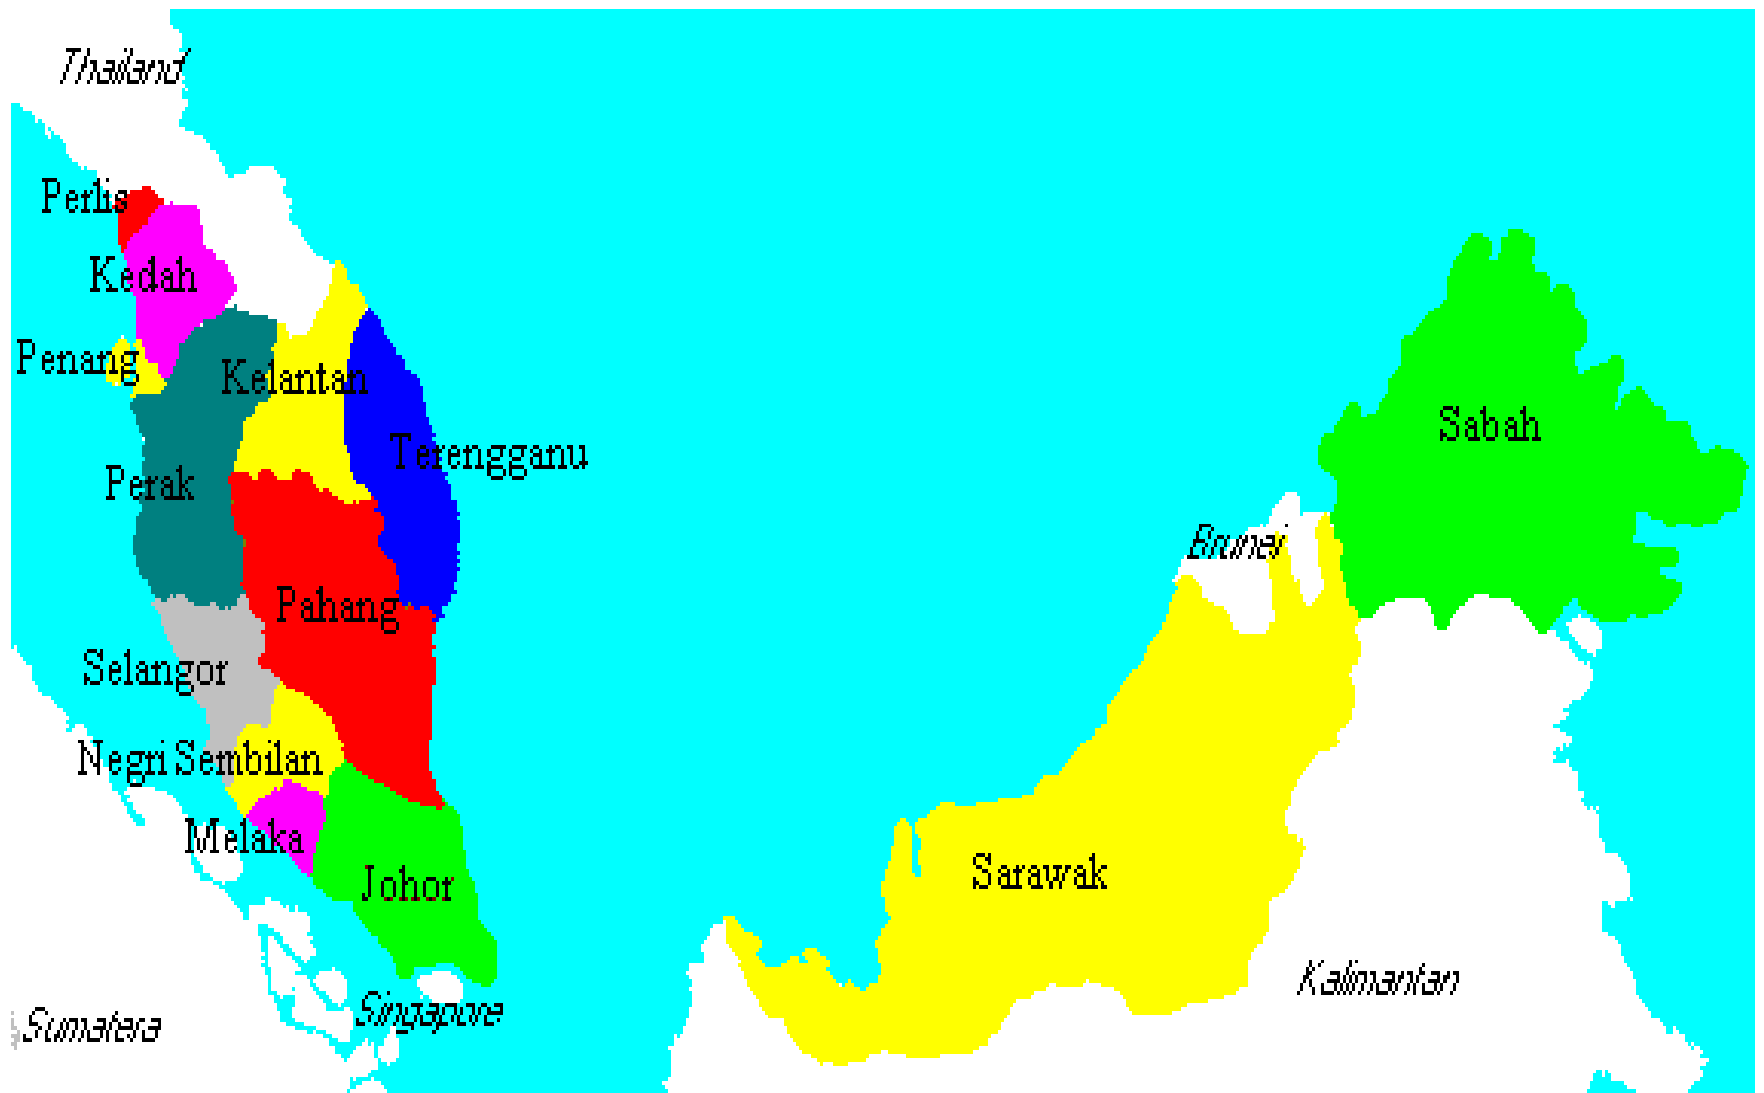 Thailand
Perlis
Kedah
Penang
Kelantan
Sabah
Terengganu
Perak
Brunei
Pahang
Selangor
Negri Sembilan
Melaka
Sarawak
Johor
Kalimantan
Singapore
Sumatera